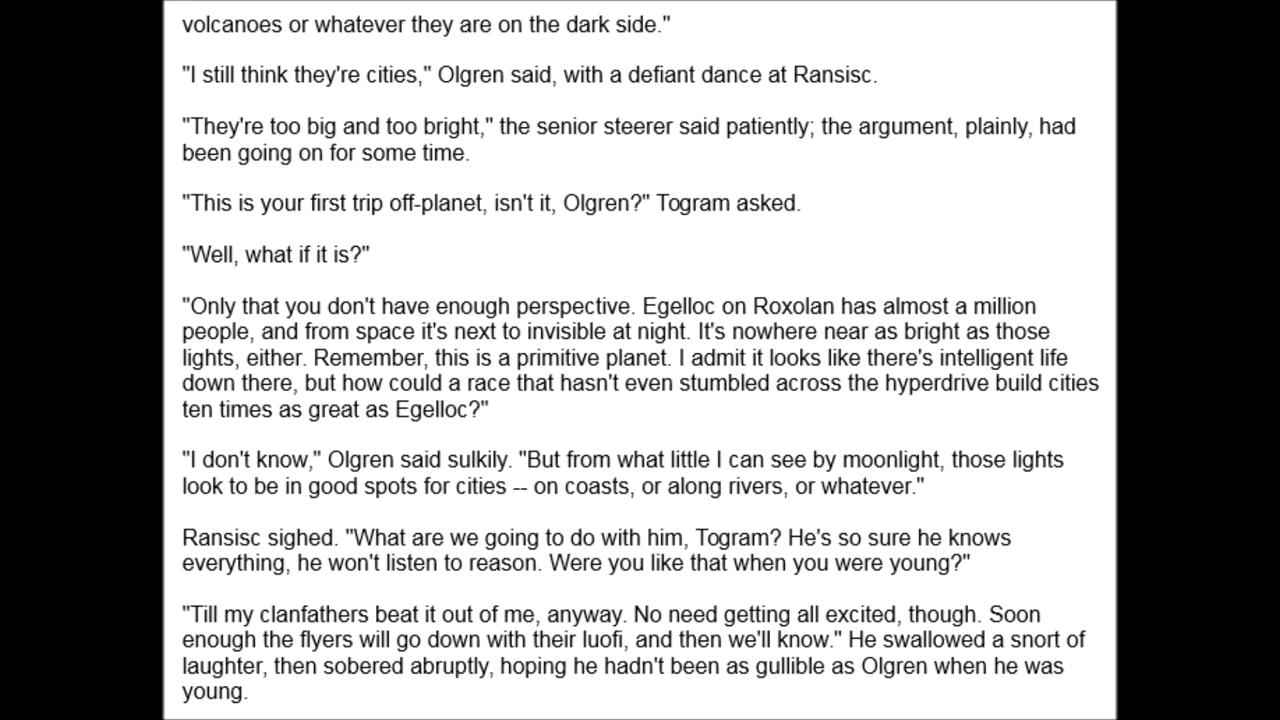 volcanoes or whatever they are on the dark side."
"I still think they're cities," Olgren said, with a defiant dance at Ransisc.
"They're too big and too bright," the senior steerer said patiently; the argument, plainly, had
been going on for some time.
"This is your first trip off-planet, isn't it, Olgren?" Togram asked.
"Well, what if it is?"
"Only that you don't have enough perspective. Egelloc on Roxolan has almost a million
people, and from space it's next to invisible at night. It's nowhere near as bright as those
lights, either. Remember, this is a primitive planet. I admit it looks like there's intelligent life
down there, but how could a race that hasn't even stumbled across the hyperdrive build cities
ten times as great as Egelloc?"
"I don't know," Olgren said sulkily. "But from what little I can see by moonlight, those lights
look to be in good spots for cities -- on coasts, or along rivers, or whatever."
Ransisc sighed. "What are we going to do with him, Togram? He's so sure he knows
everything, he won't listen to reason. Were you like that when you were young?"
"Till my clanfathers beat it out of me, anyway. No need getting all excited, though. Soon
enough the flyers will go down with their luofi, and then we'll know." He swallowed a snort of
laughter, then sobered abruptly, hoping he hadn't been as gullible as Olgren when he was
young.